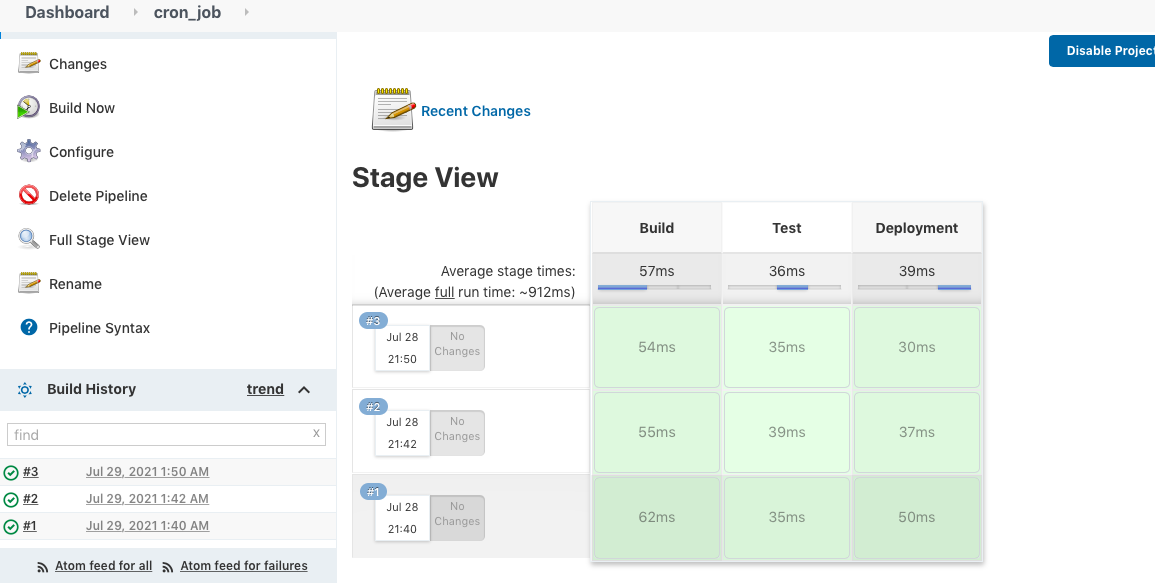 Dashboard
cron_job
Changes
Build Now
Configure
Delete Pipeline
Full Stage View
Rename
Pipeline Syntax
Build History
trend
find
X
#3 Jul 29, 2021 1:50 AM
#2 Jul 29, 2021 1:42 AM
#1 Jul 29, 2021 1:40 AM
Atom feed for all
Atom feed for failures
Disable Project
Recent Changes
Stage View
Build Test Deployment
Average stage times:
(Average full run time: ~912ms)
57ms 36ms 39ms
#3
Jul 28
21:50
No
Changes
54ms 35ms 30ms
#2
Jul 28
21:42
No
Changes
55ms 39ms 37ms
#1
Jul 28
21:40
No
Changes
62ms 35ms 50ms